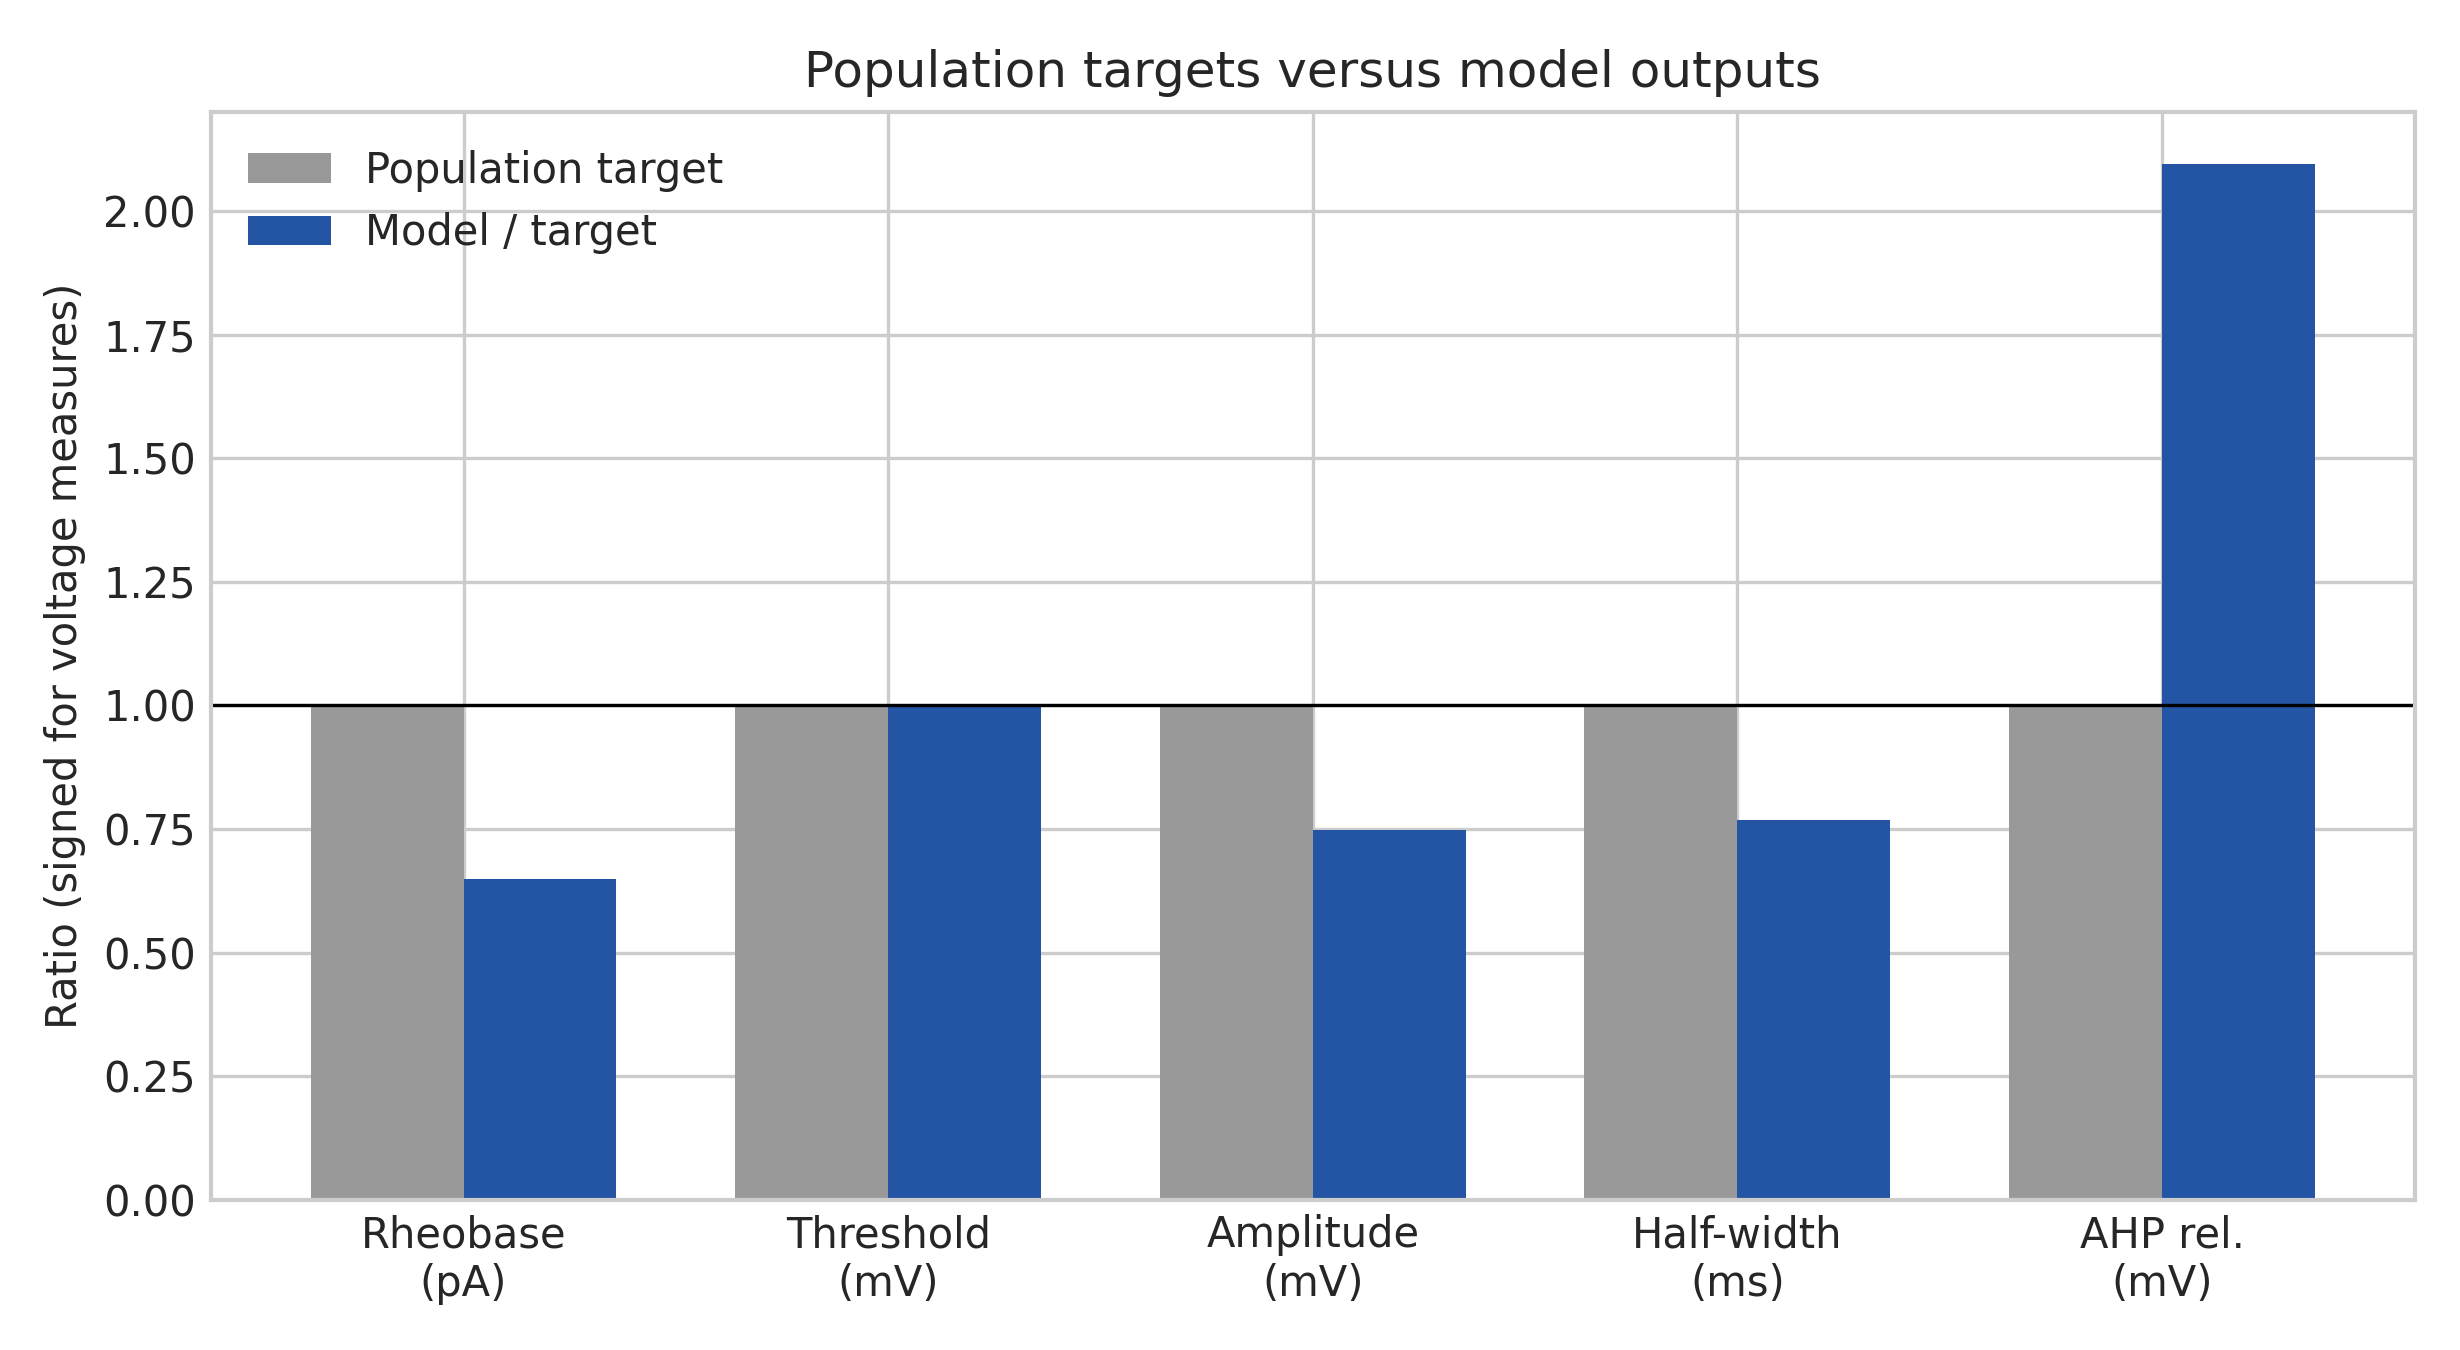 Population targets versus model outputs
Population target
Model / target
Ratio (signed for voltage measures)
2.00
1.75
1.50
1.25
1.00
0.75
0.50
0.25
0.00
Rheobase
(pA)
Threshold
(mV)
Amplitude
(mV)
Half-width
(ms)
AHP rel.
(mV)